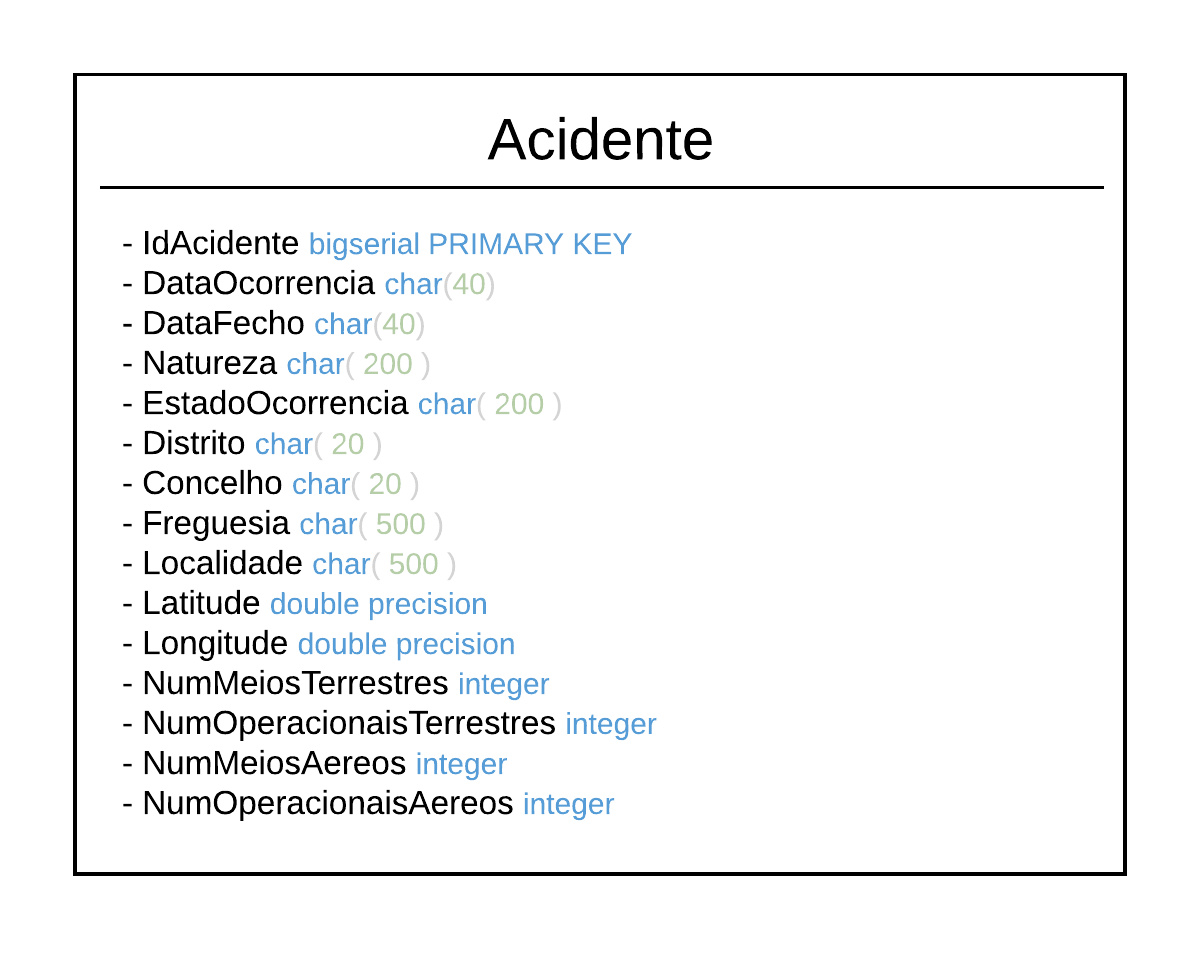 Acidente
- IdAcidente bigserial PRIMARY KEY
- DataOcorrencia char(40)
- DataFecho char(40)
- Natureza char( 200 )
- EstadoOcorrencia char( 200 )
- Distrito char( 20 )
- Concelho char( 20 )
- Freguesia char( 500 )
- Localidade char( 500 )
- Latitude double precision
- Longitude double precision
- NumMeiosTerrestres integer
- NumOperacionaisTerrestres integer
- NumMeiosAereos integer
- NumOperacionaisAereos integer